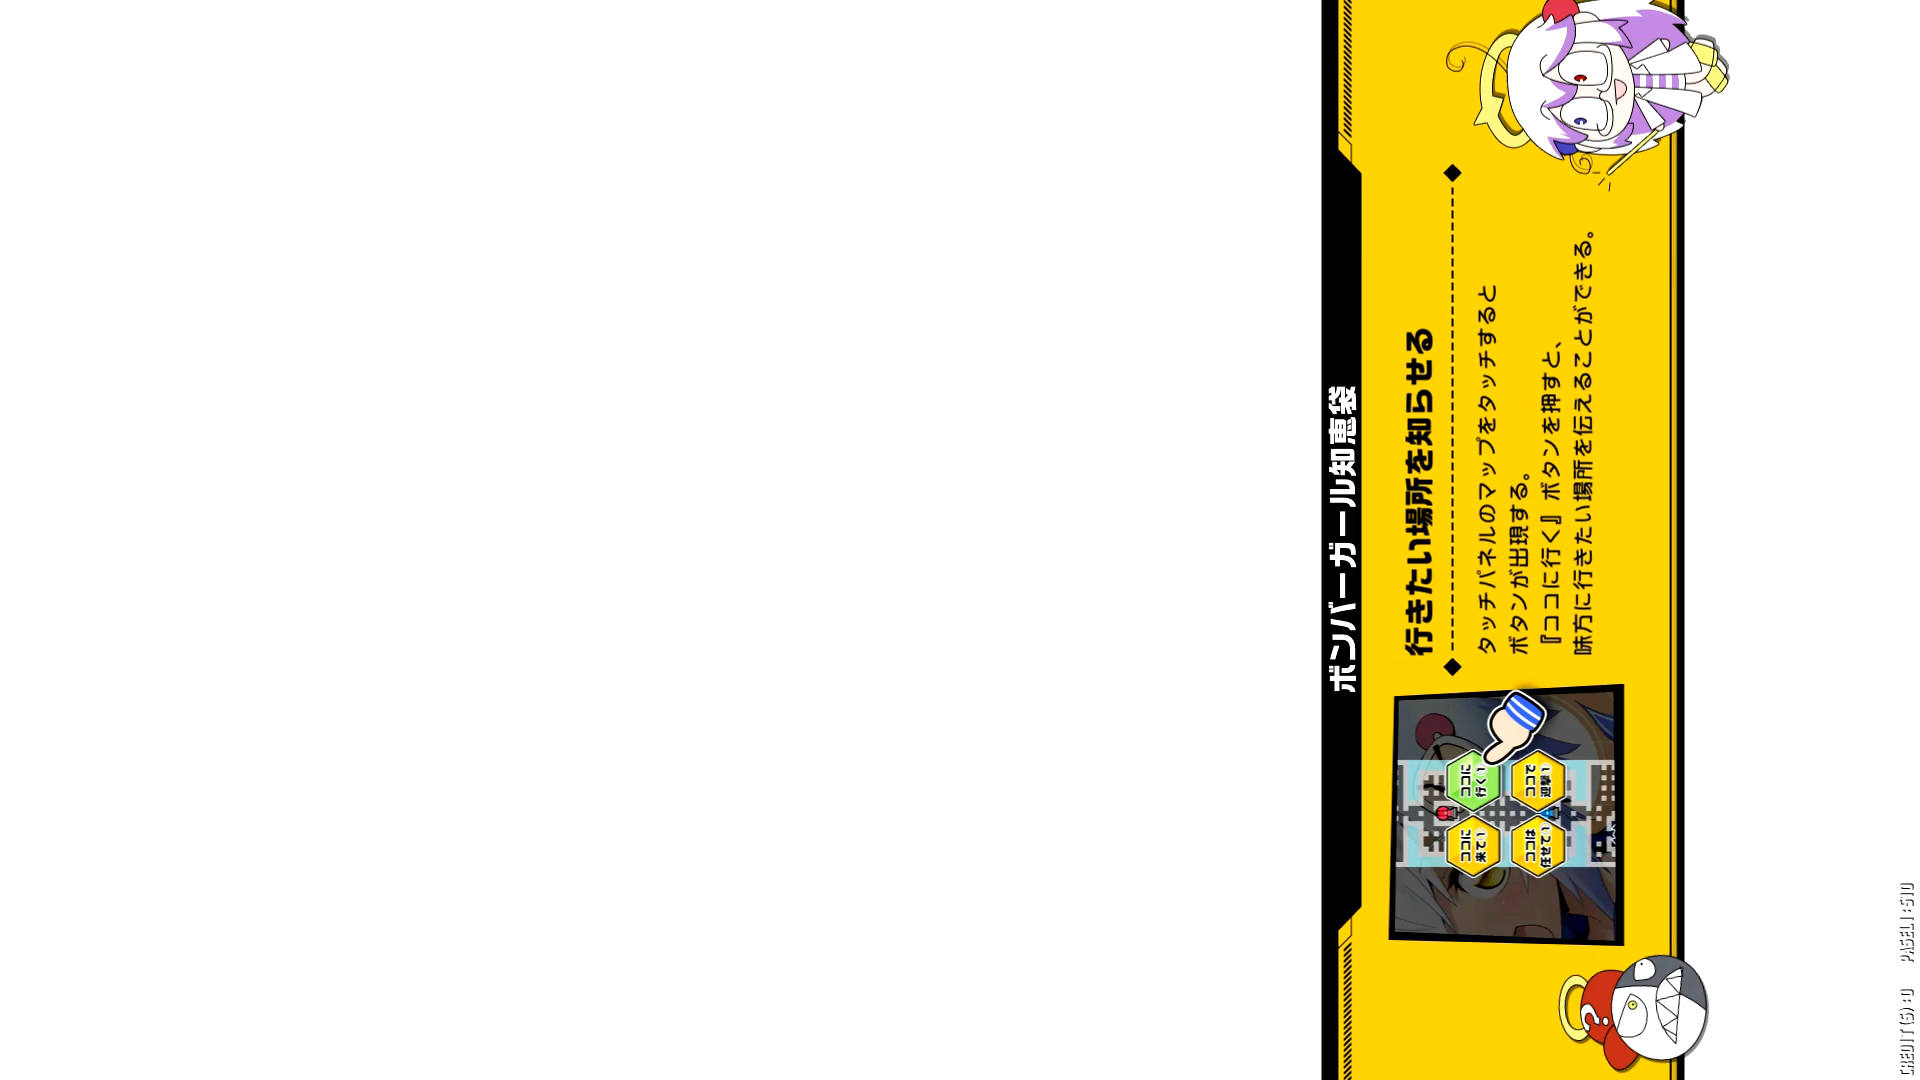 ボンバーガール知恵袋
行きたい場所を知らせる
タッチパネルのマップをタッチすると
ボタンが出現する。
『ココに行く』ボタンを押すと、
味方に行きたい場所を伝えることができる。
ココに
来て!
ココに
行く!
ココは
任せて!
ココで
迎撃!
?
CREDIT(S):0 PASELI:510